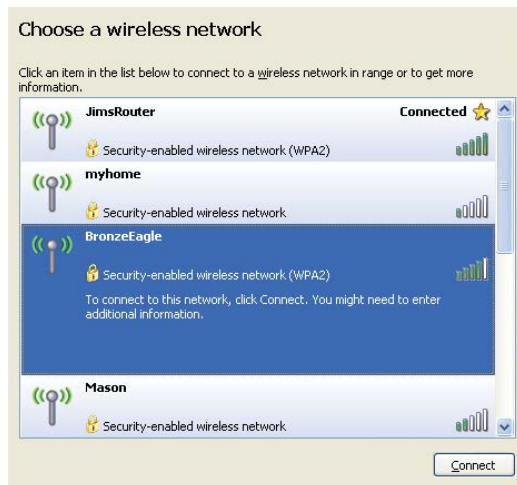 Choose a wireless network
Click an item in the list below to connect to a wireless network in range or to get more
information.
JimsRouter Connected
Security-enabled wireless network (WPA2)
myhome
Security-enabled wireless network
BronzeEagle
Security-enabled wireless network (WPA2)
To connect to this network, click Connect. You might need to enter
additional information.
Mason
Security-enabled wireless network
Connect